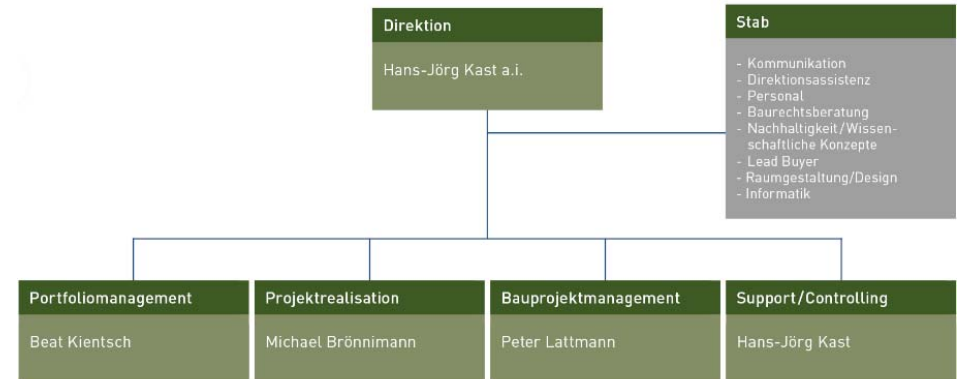 Direktion
Hans-Jörg Kast a.i.
Stab
- Kommunikation
- Direktionsassistenz
- Personal
- Baurechtsberatung
- Nachhaltigkeit/Wissen-
schaftliche Konzepte
- Lead Buyer
- Raumgestaltung/Design
- Informatik
Portfoliomanagement
Beat Kientsch
Projektrealisation
Michael Brönnimann
Bauprojektmanagement
Peter Lattmann
Support/Controlling
Hans-Jörg Kast